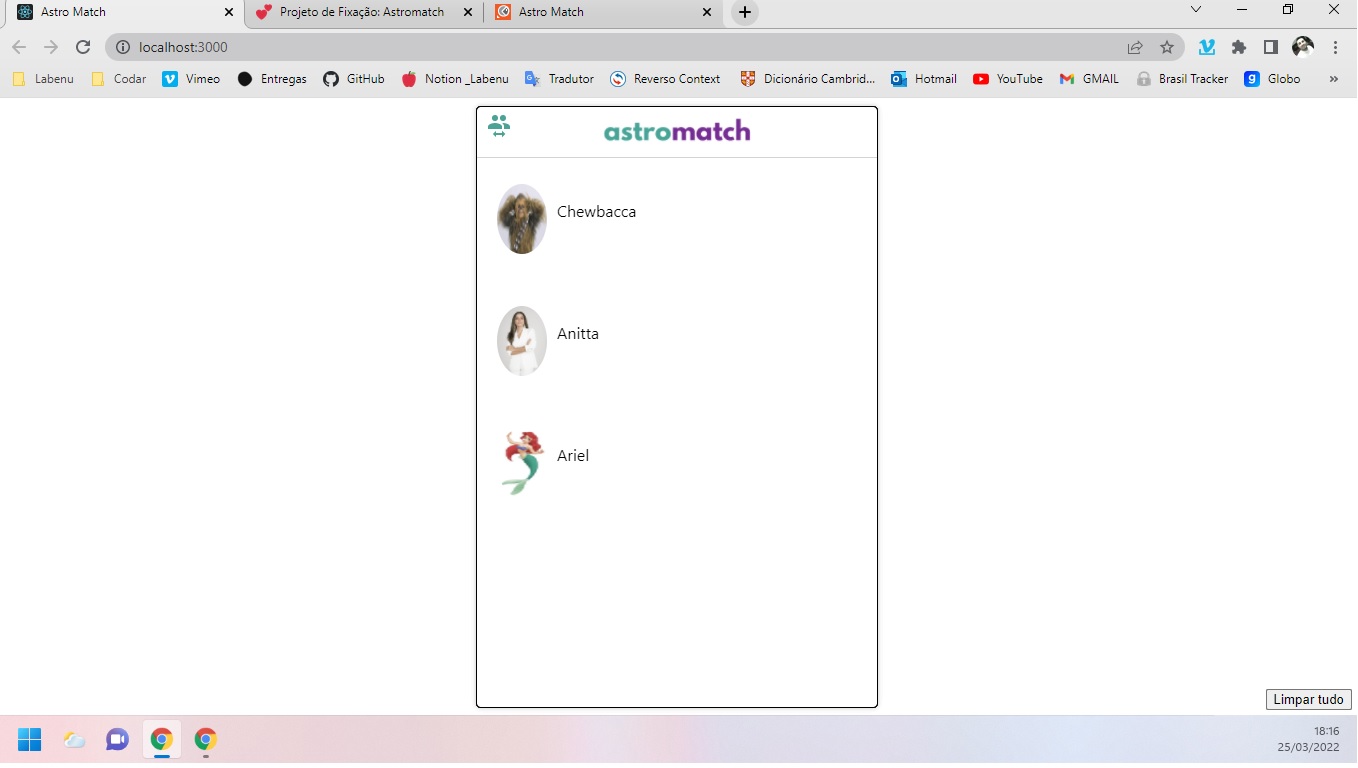 Astro Match
Projeto de Fixação: Astromatch
Astro Match
localhost:3000
Labenu
Codar
Vimeo
Entregas
GitHub
Notion _Labenu
Tradutor
Reverso Context
Dicionário Cambrid...
Hotmail
YouTube
GMAIL
Brasil Tracker
Globo
»
astromatch
Chewbacca
Anitta
Ariel
Limpar tudo
18:16
25/03/2022